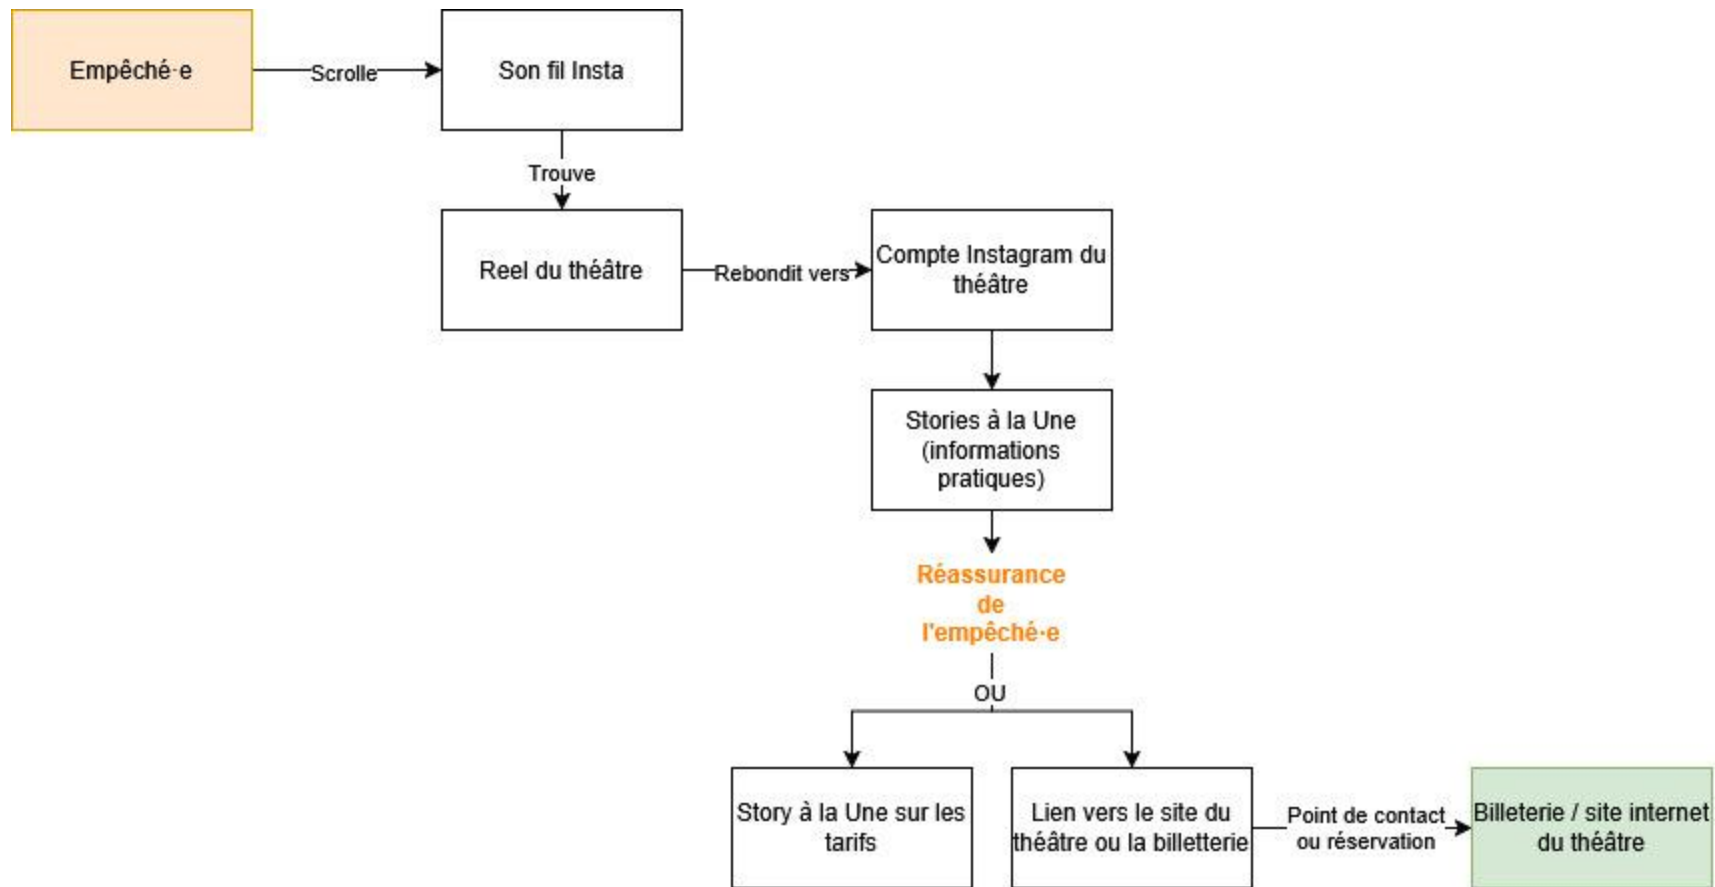 Empêché·e
Scrolle
Son fil Insta
Trouve
Reel du théâtre
Rebondit vers
Compte Instagram du
théâtre
Stories à la Une
(informations
pratiques)
Réassurance
de
l'empêché·e
OU
Story à la Une sur les
tarifs
Lien vers le site du
théâtre ou la billetterie
Point de contact
ou réservation
Billeterie / site internet
du théâtre